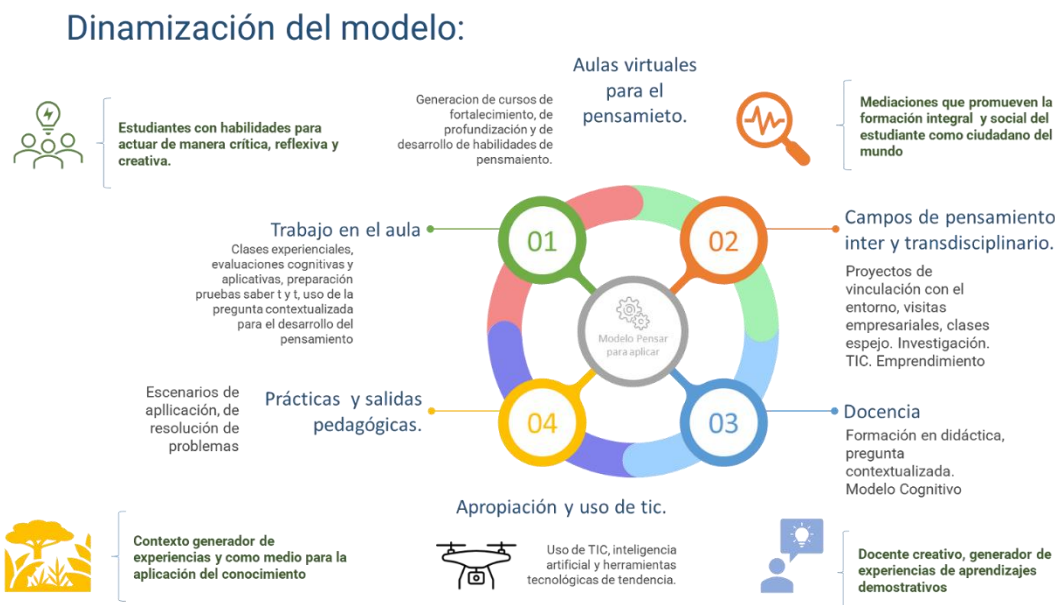 Dinamización del modelo:
Estudiantes con habilidades para
actuar de manera crítica, reflexiva y
creativa.
Generacion de cursos de
fortalecimiento, de
profundización y de
desarrollo de habilidades de
pensmaiento.
Aulas virtuales
para el
pensamieto.
Mediaciones que promueven la
formación integral y social del
estudiante como ciudadano del
mundo
Trabajo en el aula
Clases experienciales,
evaluaciones cognitivas y
aplicativas, preparación
pruebas saber t y t, uso de la
pregunta contextualizada
para el desarrollo del
pensamiento
01
02
Campos de pensamiento
inter y transdisciplinario.
Proyectos de
vinculación con el
entorno, visitas
empresariales, clases
espejo. Investigación.
TIC. Emprendimiento
Modelo Pensar
para aplicar
Escenarios de
apllicación, de
resolución de
problemas
Prácticas y salidas
pedagógicas.
04
03
Docencia
Formación en didáctica,
pregunta
contextualizada.
Modelo Cognitivo
Apropiación y uso de tic.
Uso de TIC, inteligencia
artificial y herramientas
tecnológicas de tendencia.
Contexto generador de
experiencias y como medio para la
aplicación del conocimiento
Docente creativo, generador de
experiencias de aprendizajes
demostrativos